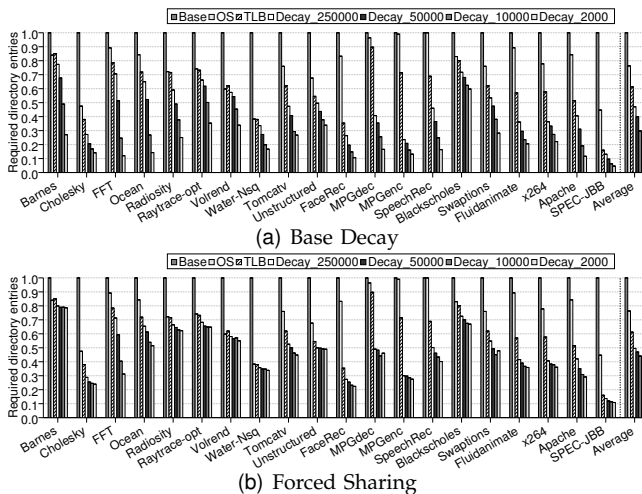 Base OS TLB Decay_250000 Decay_50000 Decay_10000 Decay_2000
Required directory entries
1.0
0.9
0.8
0.7
0.6
0.5
0.4
0.3
0.2
0.1
0.0
Barnes Cholesky FFT Ocean Radiosity Raytrace-opt Volrend Water-Nsq Tomcatv Unstructured FaceRec MPGdec MPGenc SpeechRec Blackscholes Swaptions Fluidanimate x264 Apache SPEC-JBB Average
(a) Base Decay
Base OS TLB Decay_250000 Decay_50000 Decay_10000 Decay_2000
Required directory entries
1.0
0.9
0.8
0.7
0.6
0.5
0.4
0.3
0.2
0.1
0.0
Barnes Cholesky FFT Ocean Radiosity Raytrace-opt Volrend Water-Nsq Tomcatv Unstructured FaceRec MPGdec MPGenc SpeechRec Blackscholes Swaptions Fluidanimate x264 Apache SPEC-JBB Average
(b) Forced Sharing